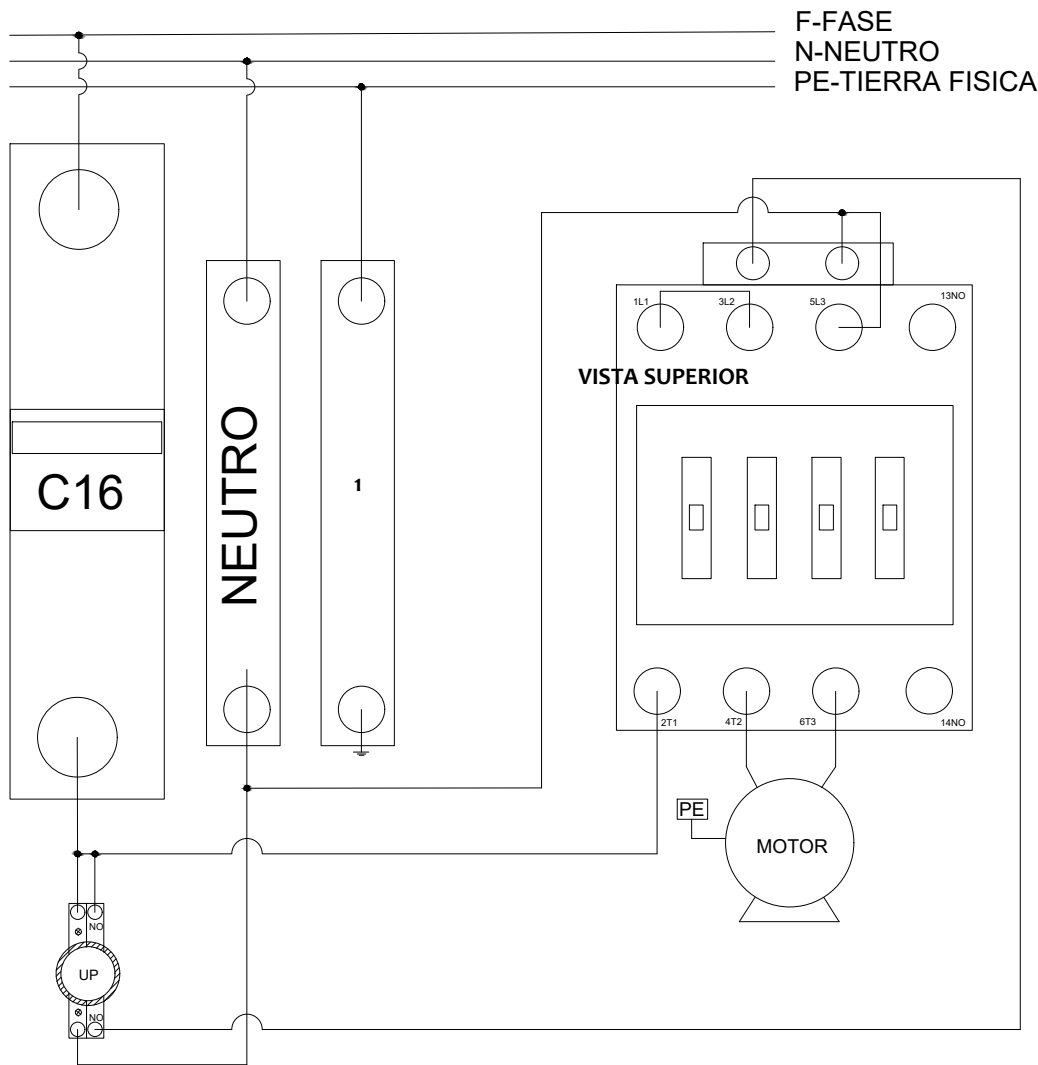 F-FASE
N-NEUTRO
PE-TIERRA FISICA
1L1
3L2
5L3
13NO
VISTA SUPERIOR
C16
NEUTRO
1
2T1
4T2
6T3
14NO
PE
MOTOR
NO
UP
NO